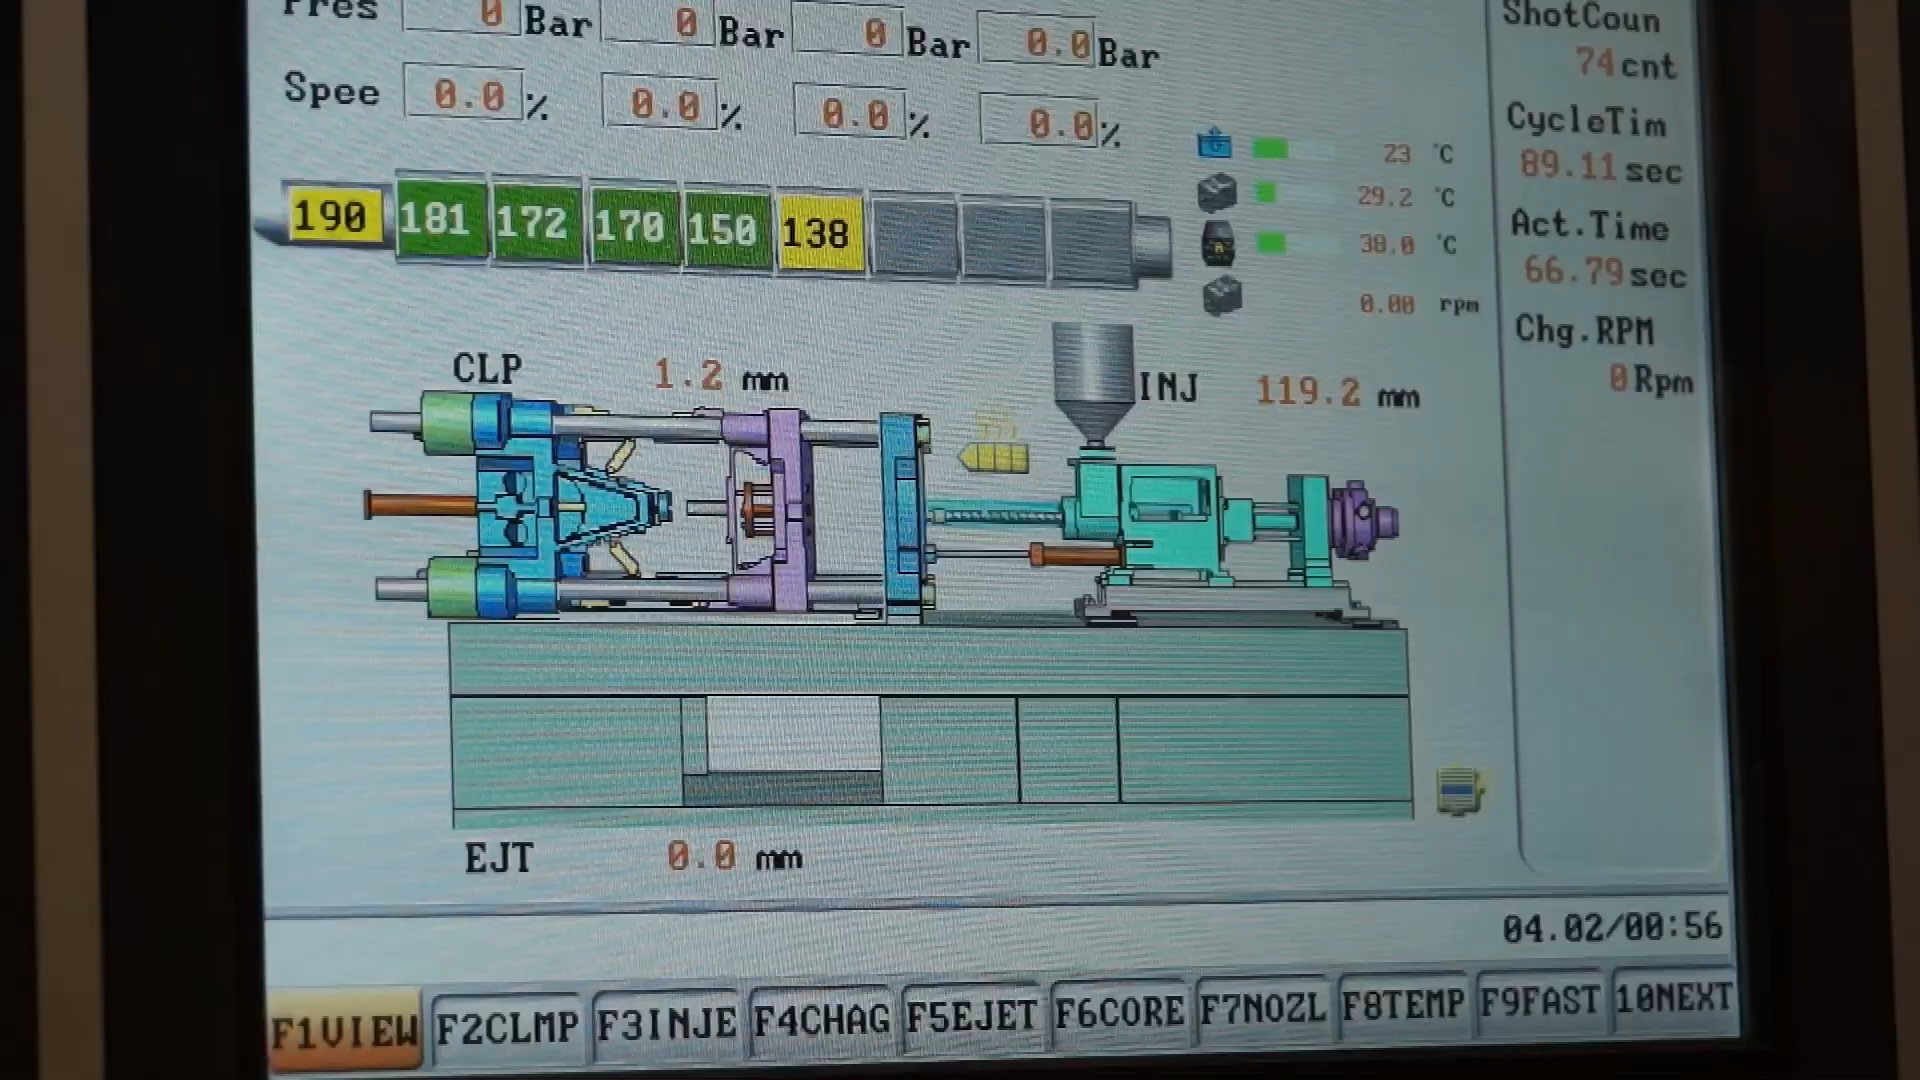 Pres 0 Bar 0 Bar 0 Bar 0.0 Bar
Spee 0.0 % 0.0 % 0.0 % 0.0 %
ShotCoun
74 cnt
CycleTim
89.11 sec
Act.Time
66.79 sec
Chg.RPM
0 Rpm
23 °C
29.2 °C
A 38.0 °C
0.00 rpm
190 181 172 170 150 138
CLP 1.2 mm
INJ 119.2 mm
EJT 0.0 mm
04.02/00:56
F1VIEW F2CLMP F3INJE F4CHAG F5EJET F6CORE F7NOZL F8TEMP F9FAST 10NEXT